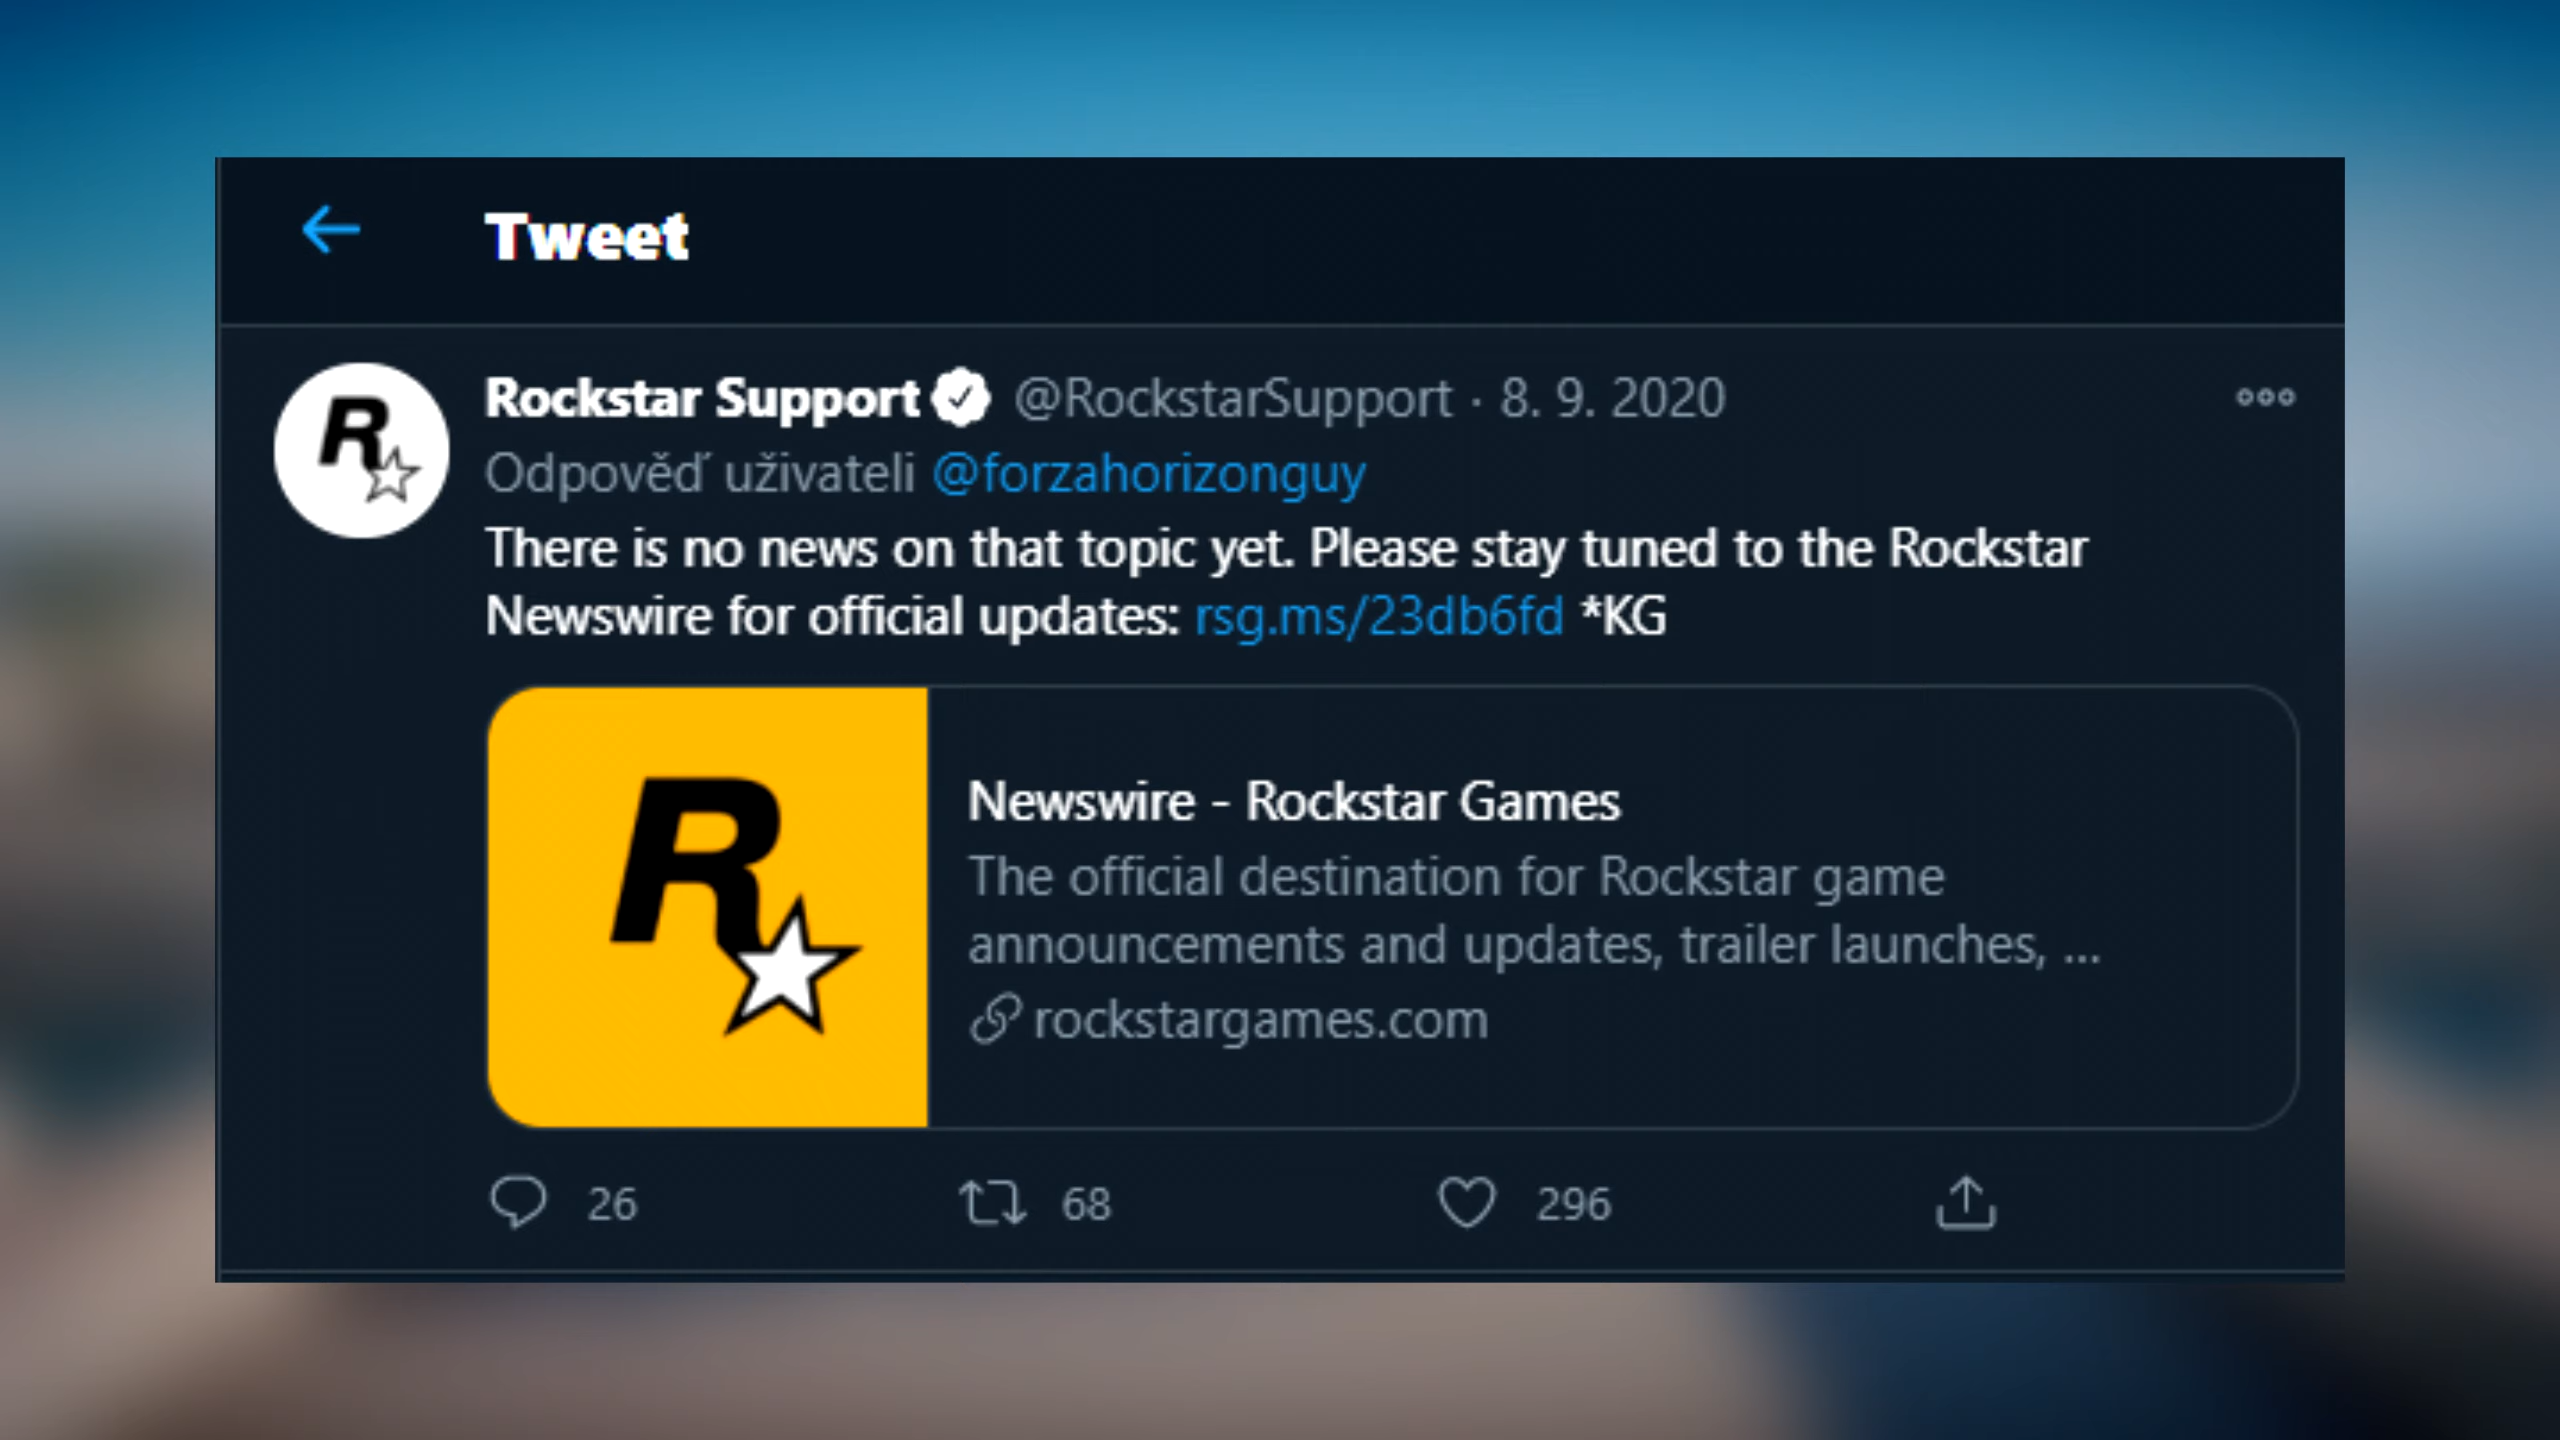 Tweet
Rockstar Support @RockstarSupport · 8. 9. 2020
Odpověď uživateli @forzahorizonguy
There is no news on that topic yet. Please stay tuned to the Rockstar
Newswire for official updates: rsg.ms/23db6fd *KG
R
R
Newswire - Rockstar Games
The official destination for Rockstar game
announcements and updates, trailer launches, ...
rockstargames.com
26 68 296